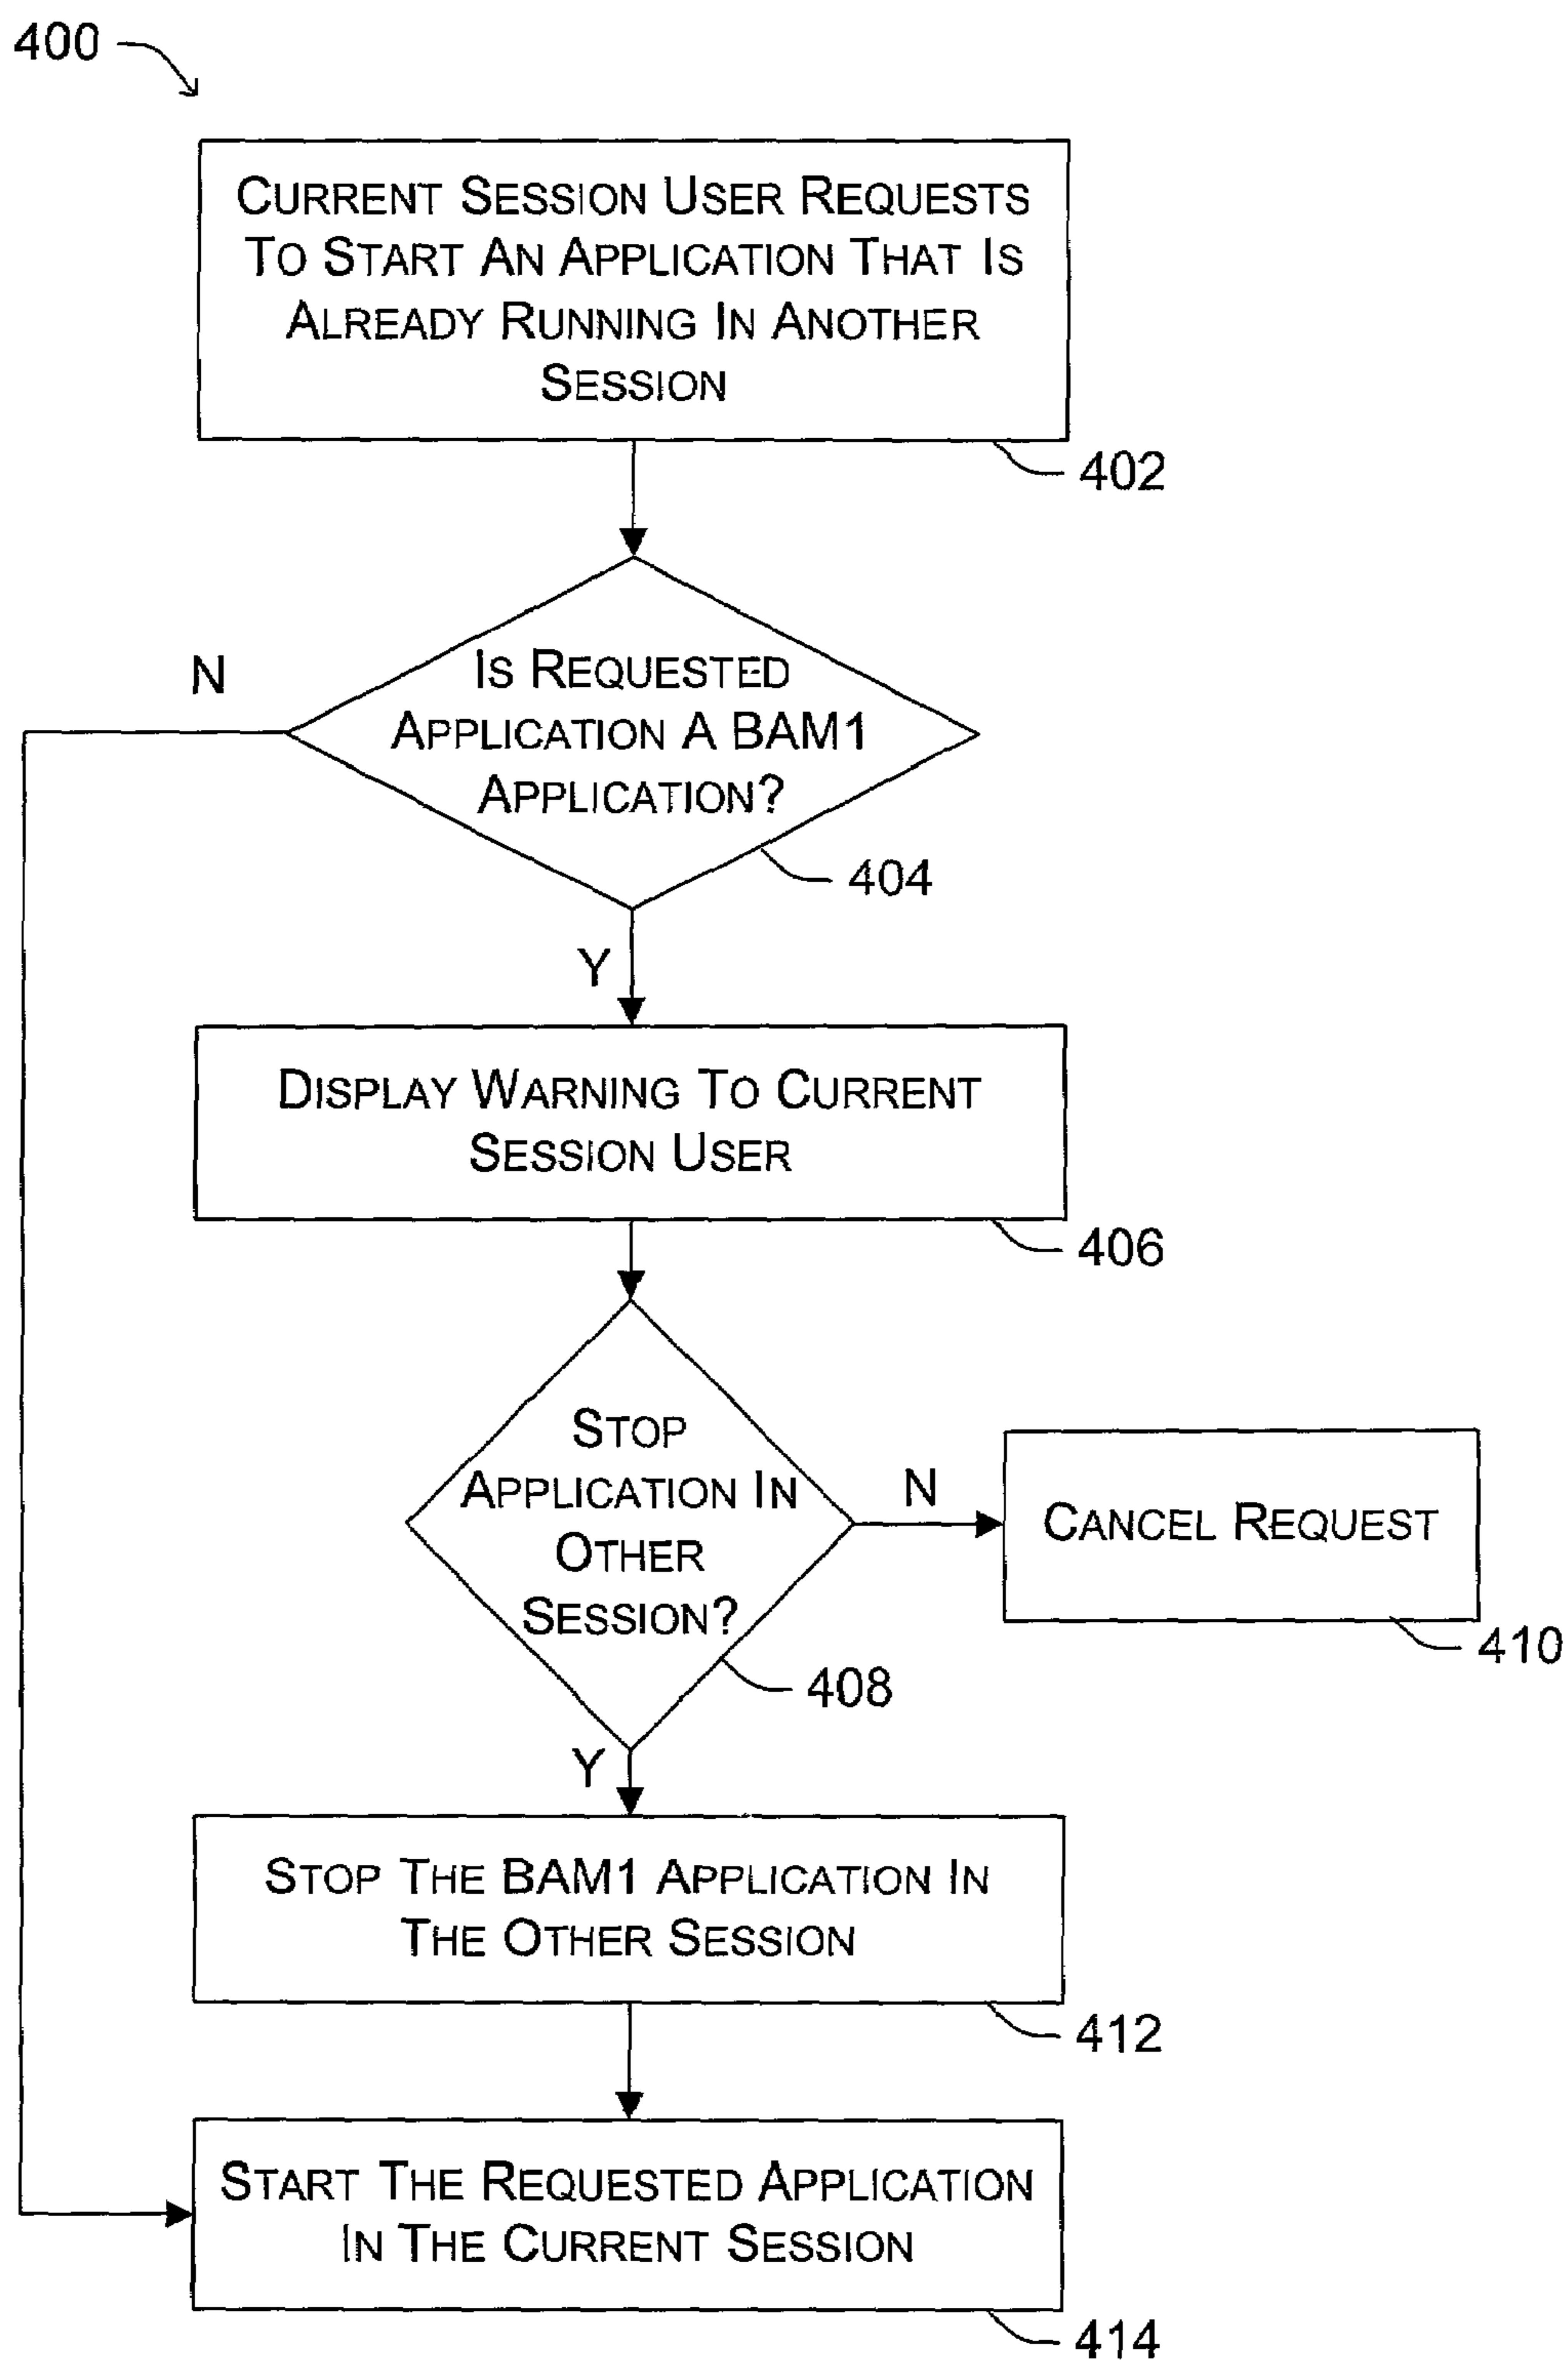 400
CURRENT SESSION USER REQUESTS
TO START AN APPLICATION THAT IS
ALREADY RUNNING IN ANOTHER
SESSION
402
N
IS REQUESTED
APPLICATION A BAM1
APPLICATION?
404
Y
DISPLAY WARNING TO CURRENT
SESSION USER
406
STOP
APPLICATION IN
OTHER
SESSION?
N
CANCEL REQUEST
410
408
Y
STOP THE BAM1 APPLICATION IN
THE OTHER SESSION
412
START THE REQUESTED APPLICATION
IN THE CURRENT SESSION
414